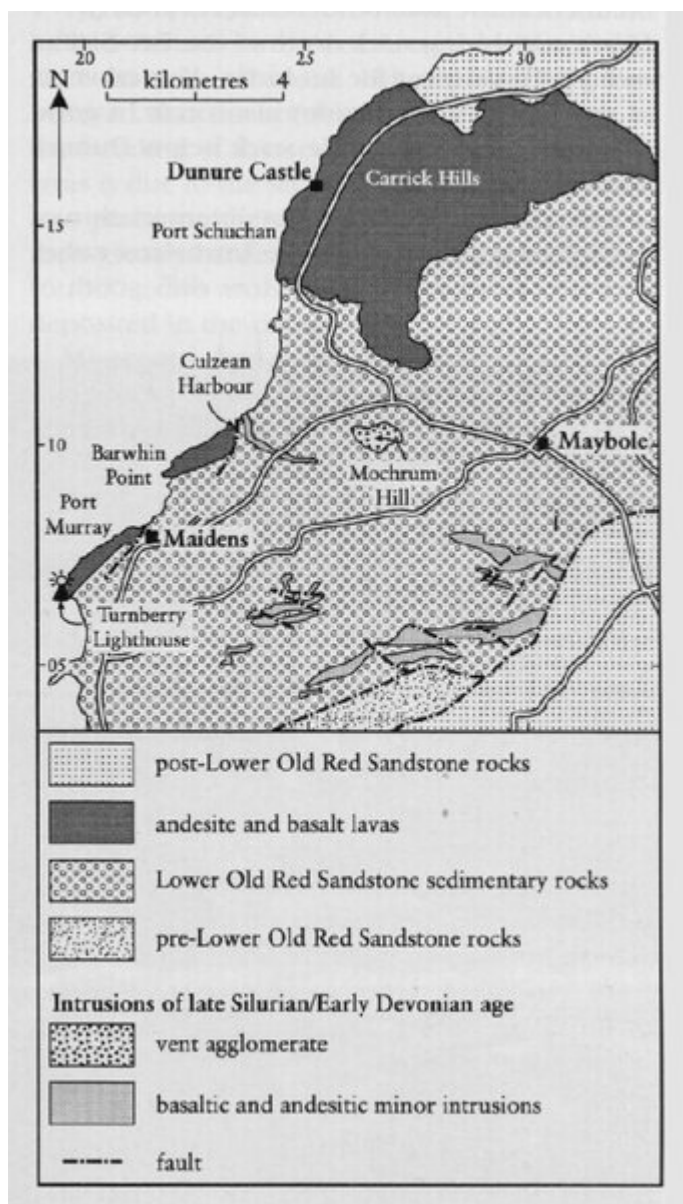 20
25
30
N
0 kilometres 4
Dunure Castle
Carrick Hills
15
Port Schuchan
Culzean
Harbour
10
Barwhin
Point
Maybole
Mochrum
Hill
Port
Murray
Maidens
Turnberry
Lighthouse
05
post-Lower Old Red Sandstone rocks
andesite and basalt lavas
Lower Old Red Sandstone sedimentary rocks
pre-Lower Old Red Sandstone rocks
Intrusions of late Silurian/Early Devonian age
vent agglomerate
basaltic and andesitic minor intrusions
fault